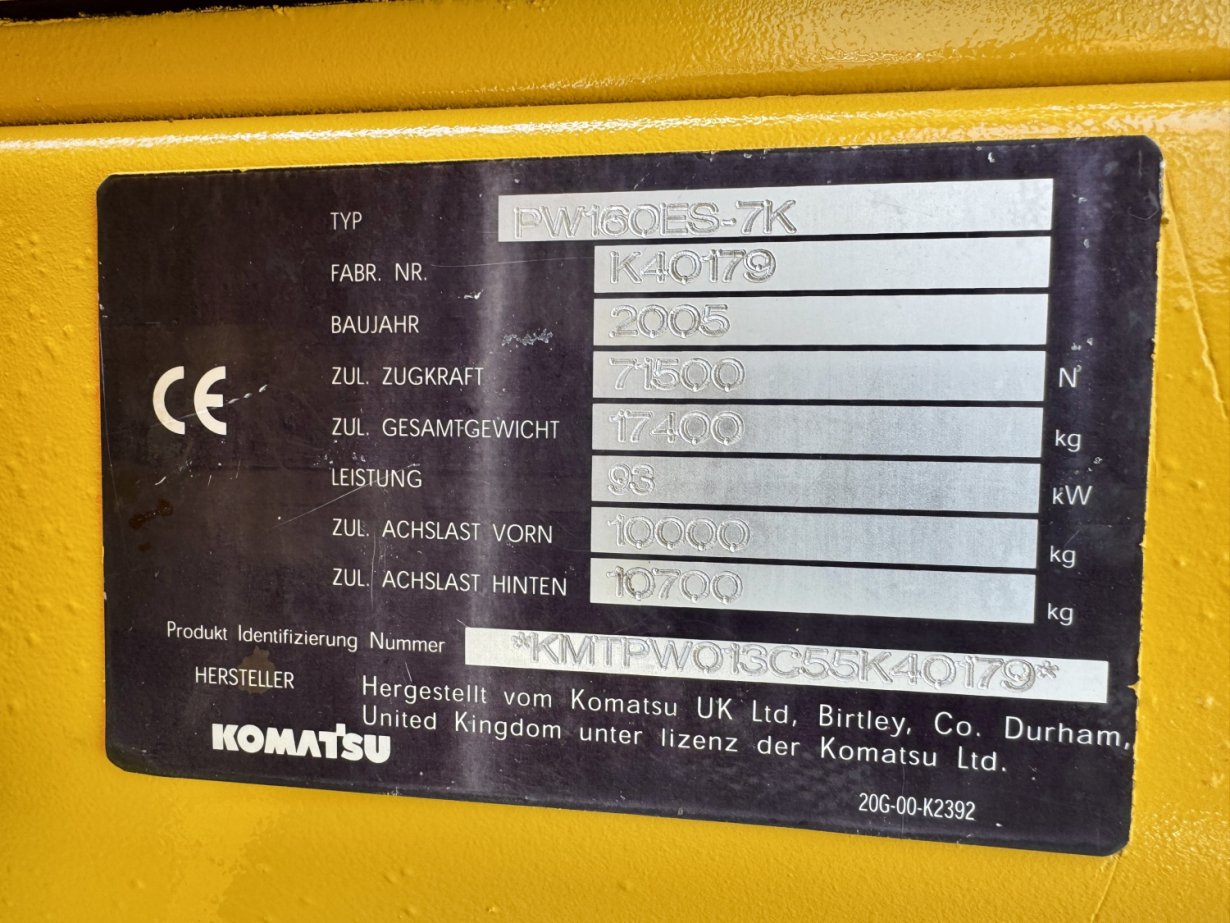 TYP PW160ES-7K
FABR. NR. K40179
BAUJAHR 2005
ZUL. ZUGKRAFT 71500 N
ZUL. GESAMTGEWICHT 17400 kg
LEISTUNG 93 kW
ZUL. ACHSLAST VORN 10000 kg
ZUL. ACHSLAST HINTEN 10700 kg
CE
Produkt Identifizierung Nummer *KMTPW013C55K40179*
HERSTELLER Hergestellt vom Komatsu UK Ltd, Birtley, Co. Durham,
United Kingdom unter lizenz der Komatsu Ltd.
KOMATSU
20G-00-K2392